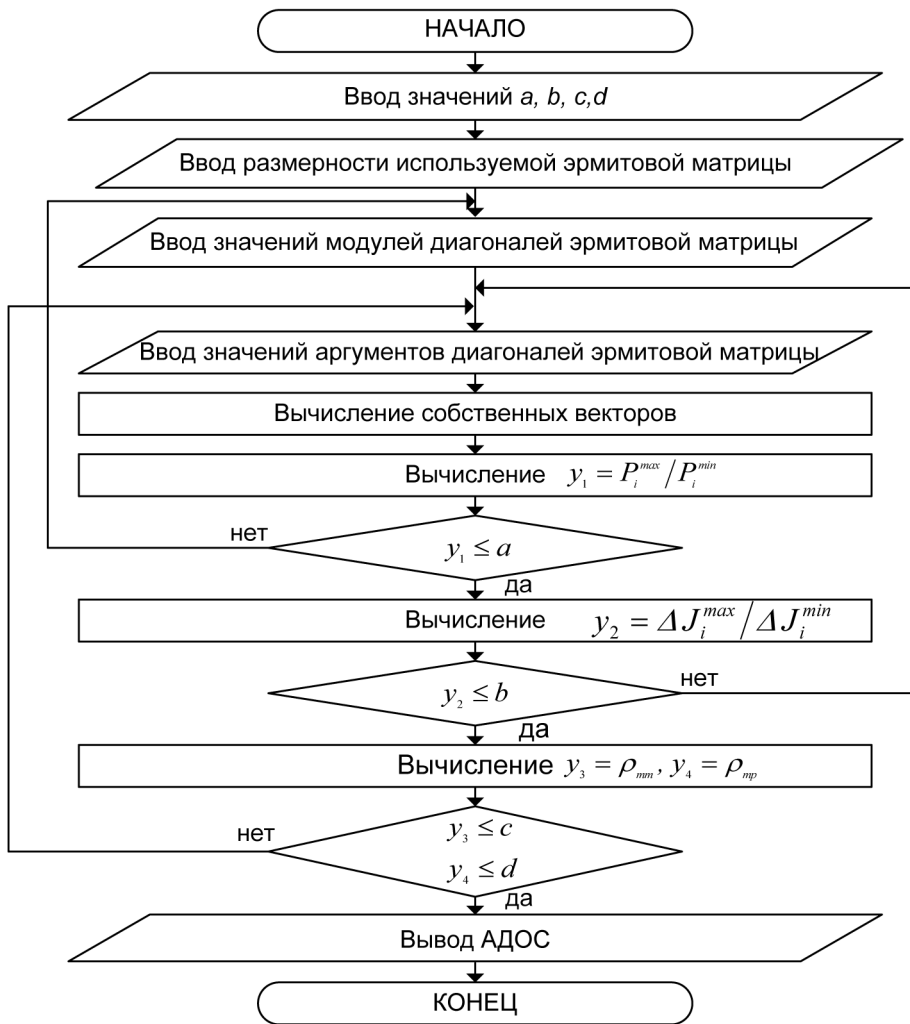 НАЧАЛО
Ввод значений a, b, c,d
Ввод размерности используемой эрмитовой матрицы
Ввод значений модулей диагоналей эрмитовой матрицы
Ввод значений аргументов диагоналей эрмитовой матрицы
Вычисление собственных векторов
Вычисление y₁ = Pᵢᵐᵃˣ/Pᵢᵐⁱⁿ
нет
y₁ ≤ a
да
Вычисление y₂ = ΔJᵢᵐᵃˣ/ΔJᵢᵐⁱⁿ
y₂ ≤ b
нет
да
Вычисление y₃ = ρₘₘ, y₄ = ρₘₚ
нет
y₃ ≤ c
y₄ ≤ d
да
Вывод АДОС
КОНЕЦ